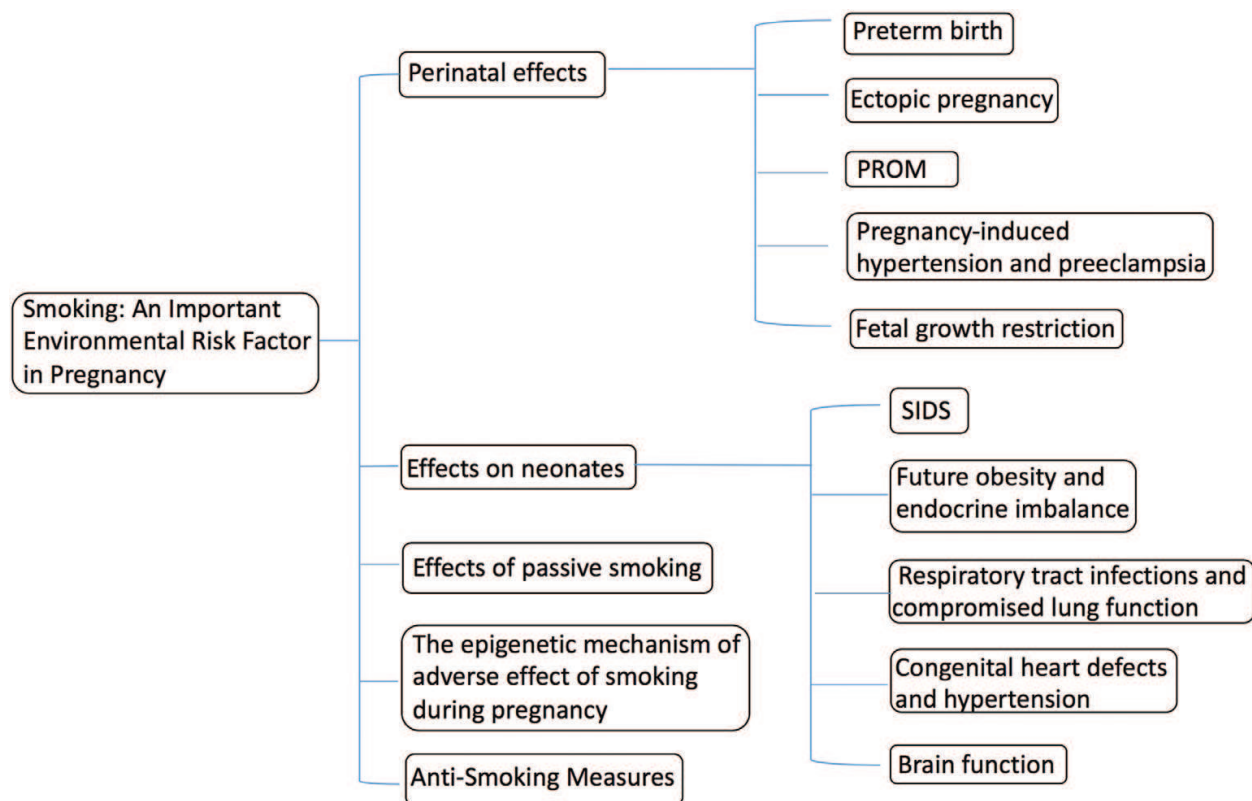 Smoking: An Important
Environmental Risk Factor
in Pregnancy
Perinatal effects
Preterm birth
Ectopic pregnancy
PROM
Pregnancy-induced
hypertension and preeclampsia
Fetal growth restriction
Effects on neonates
SIDS
Future obesity and
endocrine imbalance
Respiratory tract infections and
compromised lung function
Congenital heart defects
and hypertension
Brain function
Effects of passive smoking
The epigenetic mechanism of
adverse effect of smoking
during pregnancy
Anti-Smoking Measures